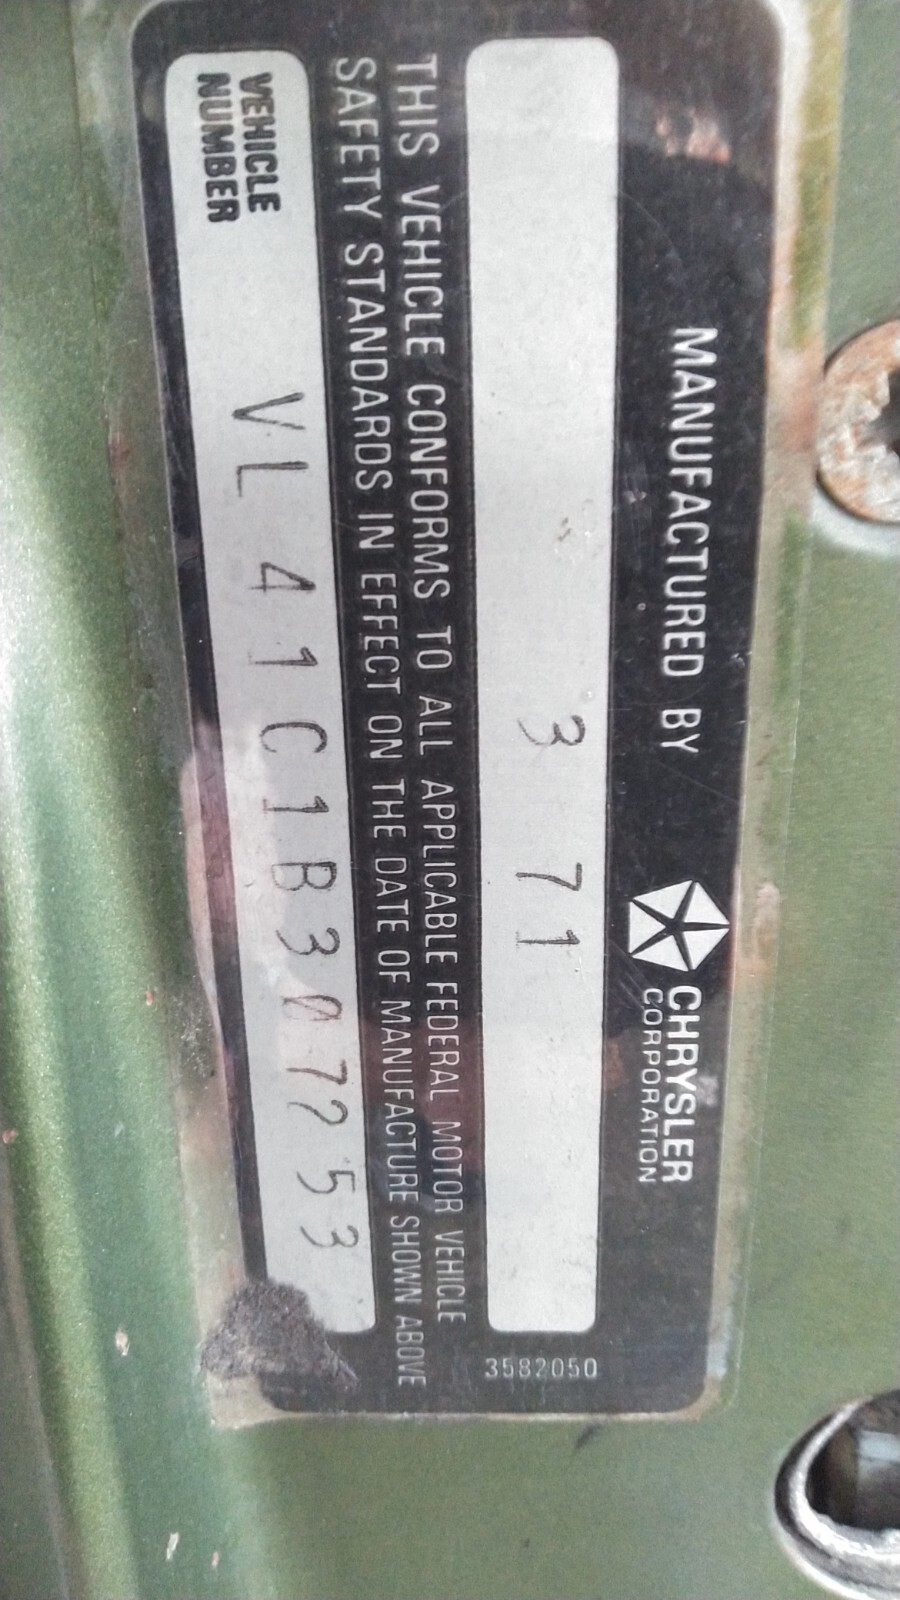 MANUFACTURED BY CHRYSLER CORPORATION
3 71
THIS VEHICLE CONFORMS TO ALL APPLICABLE FEDERAL MOTOR VEHICLE
SAFETY STANDARDS IN EFFECT ON THE DATE OF MANUFACTURE SHOWN ABOVE
VEHICLE NUMBER VL41C1B307253
3582050